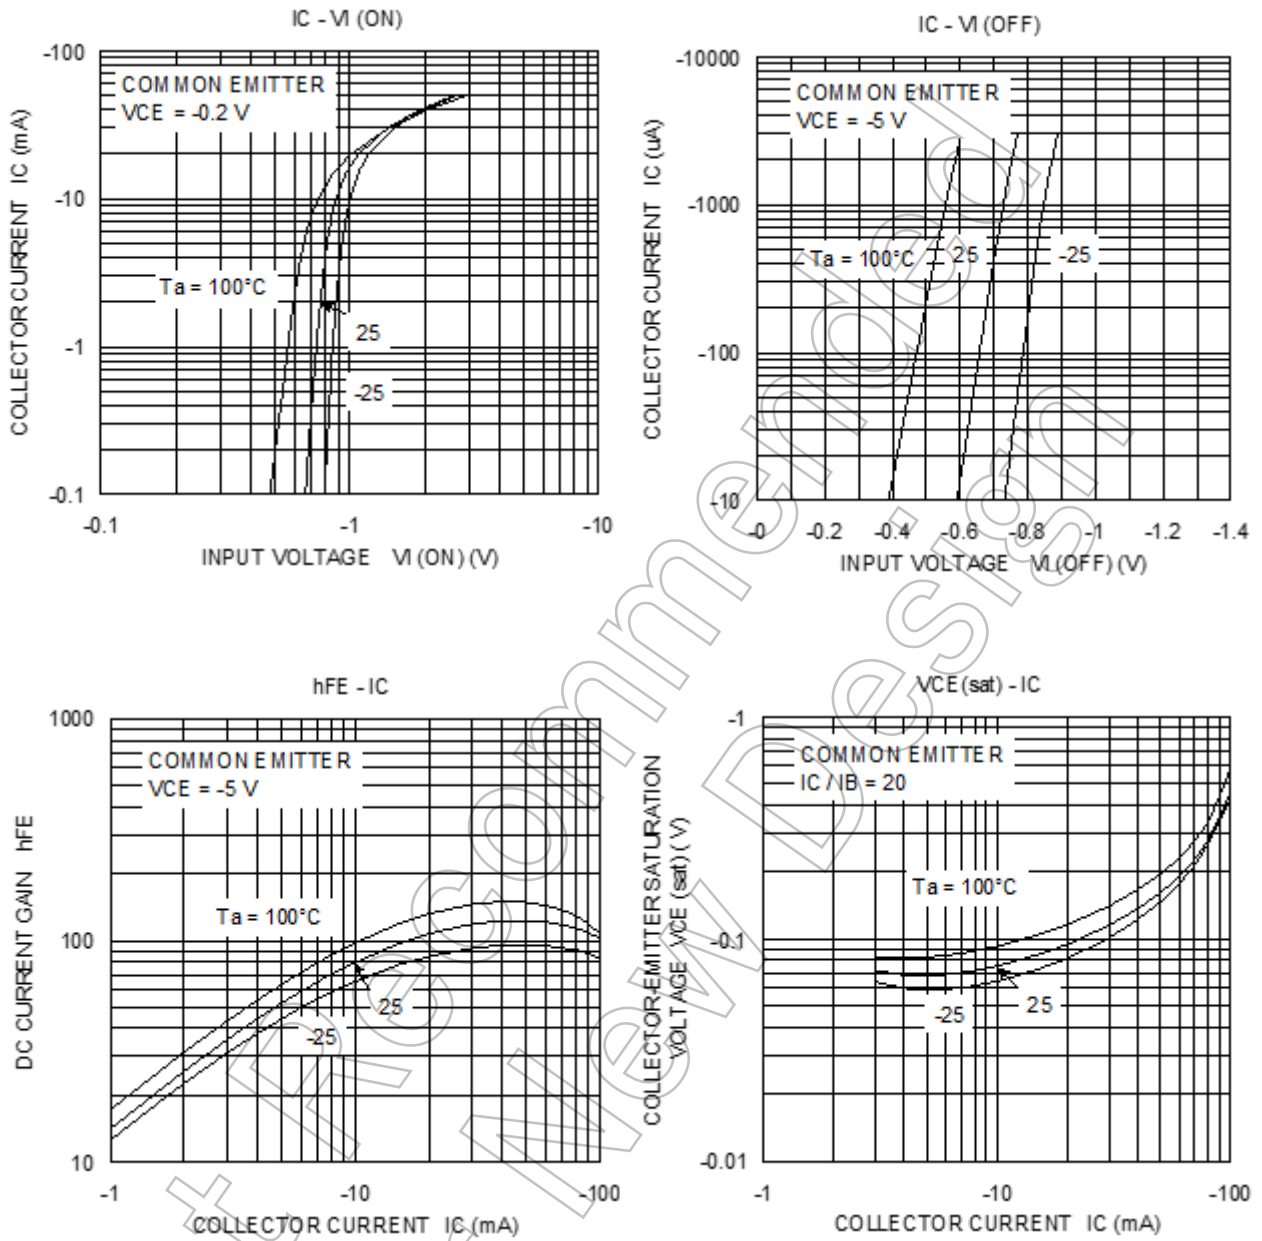 IC - VI (ON)
-100
-10
-1
-0.1
COMMON EMITTER
VCE = -0.2 V
Ta = 100°C
25
-25
-0.1 -1 -10
COLLECTOR CURRENT IC (mA)
INPUT VOLTAGE VI (ON) (V)
IC - VI (OFF)
-10000
-1000
-100
-10
COMMON EMITTER
VCE = -5 V
Ta = 100°C 25 -25
-0 -0.2 -0.4 -0.6 -0.8 -1 -1.2 -1.4
COLLECTOR CURRENT IC (uA)
INPUT VOLTAGE VI (OFF) (V)
hFE - IC
1000
100
10
COMMON EMITTER
VCE = -5 V
Ta = 100°C
25
-25
-1 -10 -100
DC CURRENT GAIN hFE
COLLECTOR CURRENT IC (mA)
VCE (sat) - IC
-1
-0.1
-0.01
COMMON EMITTER
IC / IB = 20
Ta = 100°C
25
-25
-1 -10 -100
COLLECTOR-EMITTER SATURATION
VOLTAGE VCE (sat) (V)
COLLECTOR CURRENT IC (mA)
t Recommended
New Design